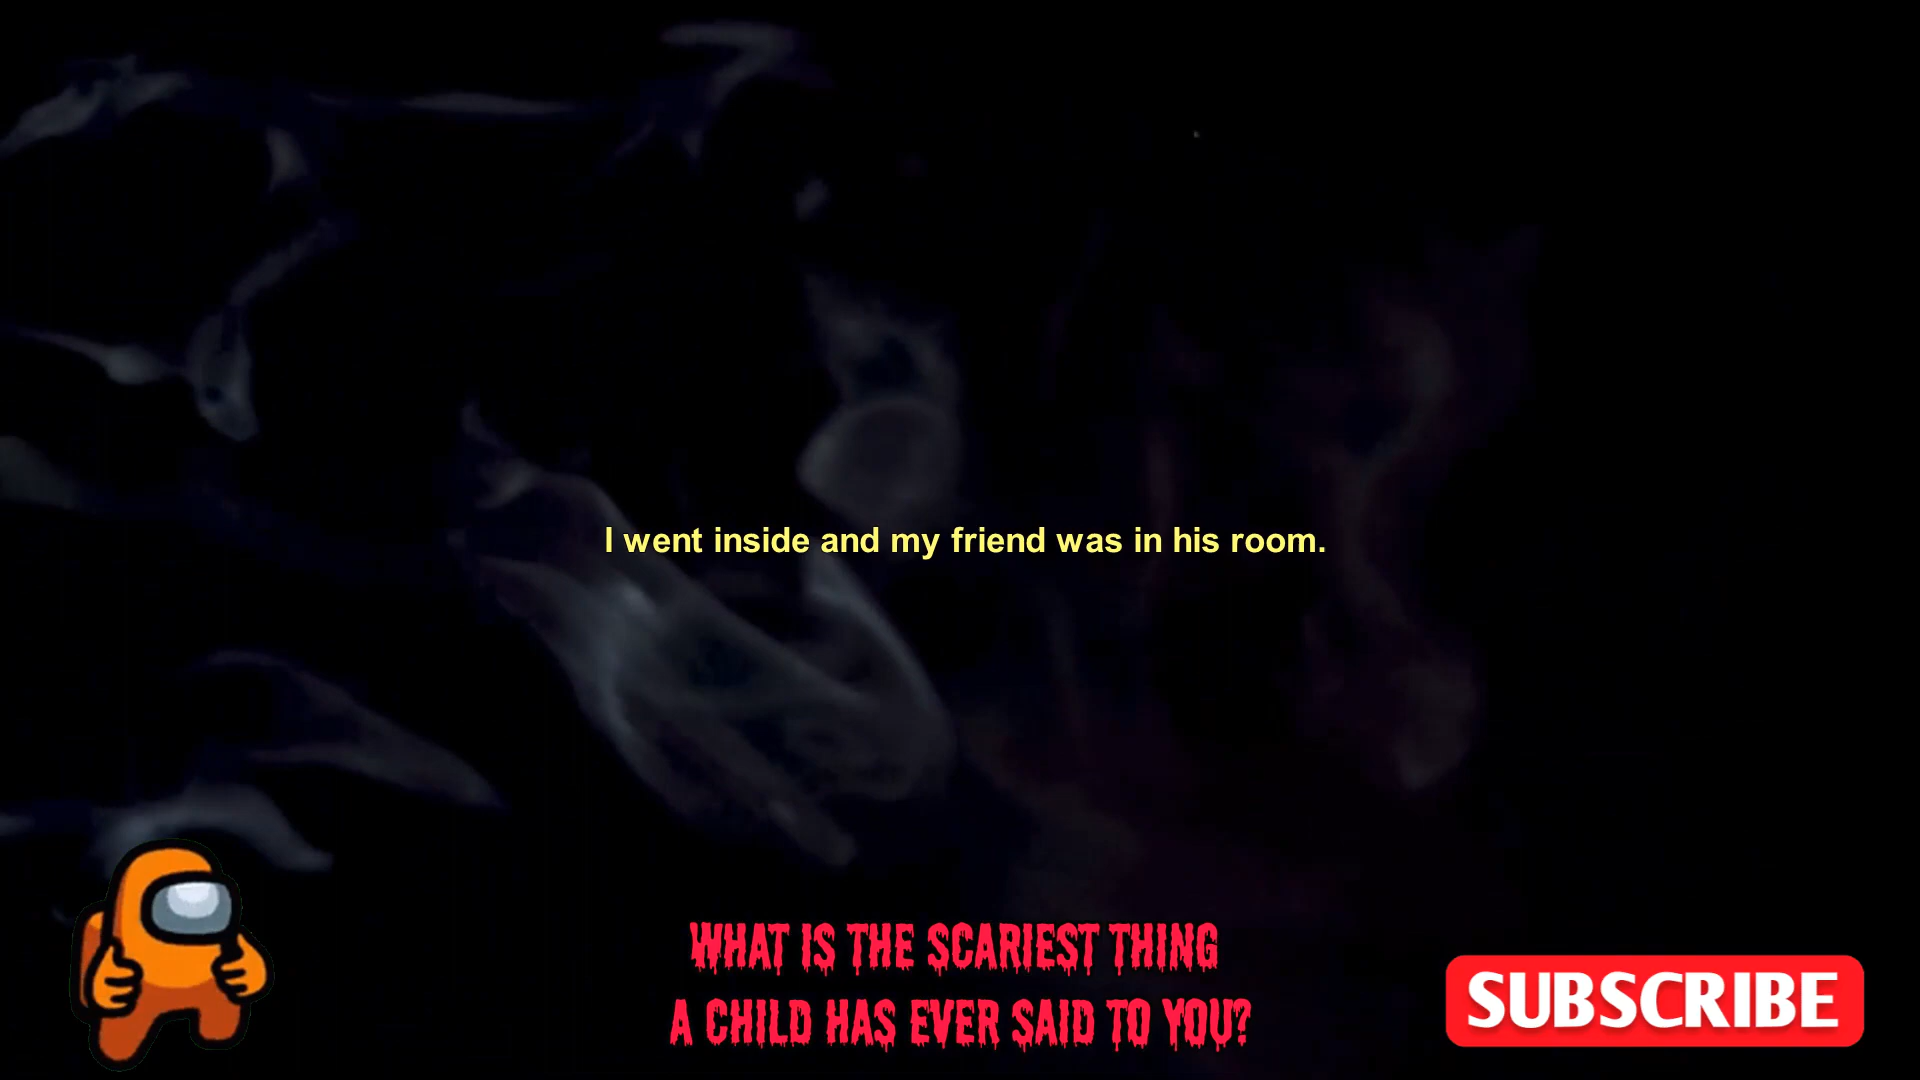 I went inside and my friend was in his room.
WHAT IS THE SCARIEST THING
A CHILD HAS EVER SAID TO YOU?
SUBSCRIBE